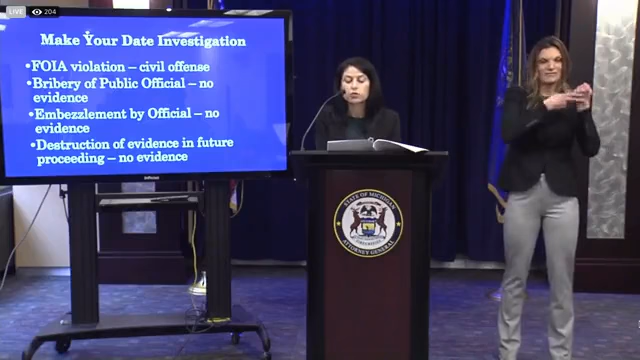 LIVE 204
Make Your Date Investigation
•FOIA violation – civil offense
•Bribery of Public Official – no
evidence
•Embezzlement by Official – no
evidence
•Destruction of evidence in future
proceeding – no evidence
STATE OF MICHIGAN
ATTORNEY GENERAL